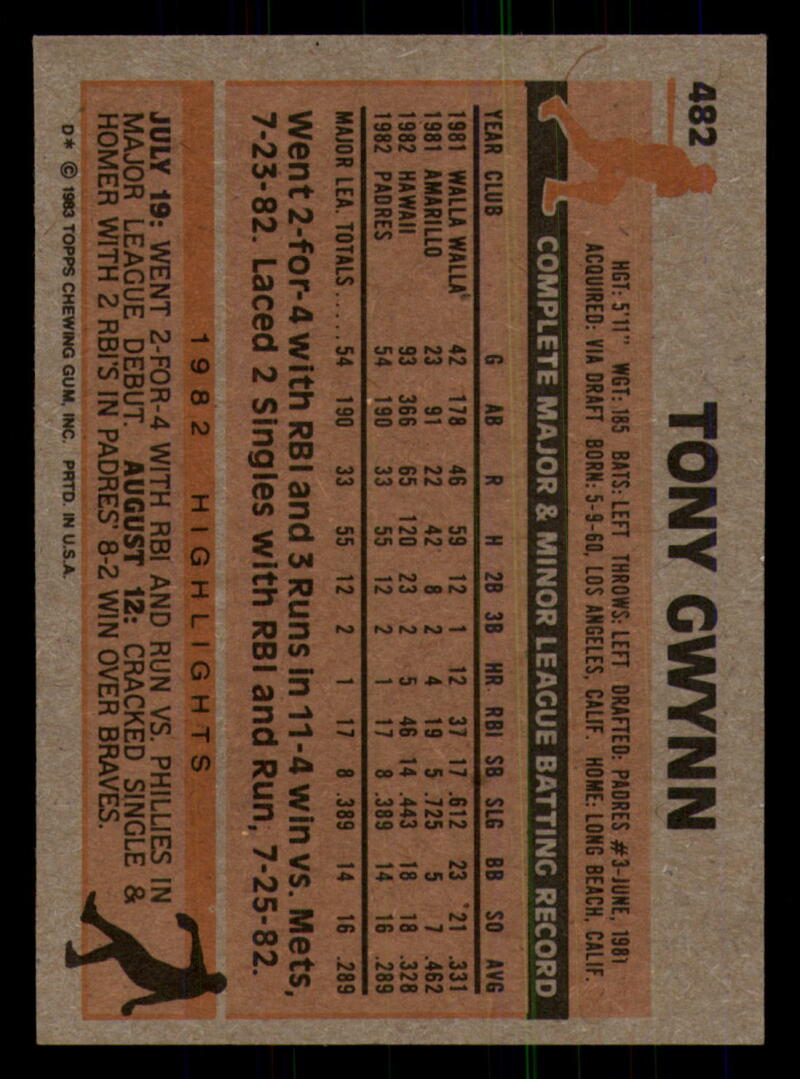 482
TONY GWYNN
HGT: 5'11" WGT: 185 BATS: LEFT THROWS: LEFT DRAFTED: PADRES #3-JUNE, 1981
ACQUIRED: VIA DRAFT BORN: 5-9-60, LOS ANGELES, CALIF. HOME: LONG BEACH, CALIF.
COMPLETE MAJOR & MINOR LEAGUE BATTING RECORD
YEAR CLUB G AB R H 2B 3B HR RBI SB SLG BB SO AVG
1981 WALLA WALLA 42 178 46 59 12 1 12 37 17 .612 23 21 .331
1981 AMARILLO 23 91 22 42 8 2 4 19 5 .725 5 7 .462
1982 HAWAII 93 366 65 120 23 2 5 46 14 .443 18 18 .328
1982 PADRES 54 190 33 55 12 2 1 17 8 .389 14 16 .289
MAJOR LEA. TOTALS ..... 54 190 33 55 12 2 1 17 8 .389 14 16 .289
Went 2-for-4 with RBI and 3 Runs in 11-4 win vs. Mets,
7-23-82. Laced 2 Singles with RBI and Run, 7-25-82.
1982 HIGHLIGHTS
JULY 19: WENT 2-FOR-4 WITH RBI AND RUN VS. PHILLIES IN
MAJOR LEAGUE DEBUT. AUGUST 12: CRACKED SINGLE &
HOMER WITH 2 RBI'S IN PADRES' 8-2 WIN OVER BRAVES.
D* © 1983 TOPPS CHEWING GUM, INC. PRTD. IN U.S.A.